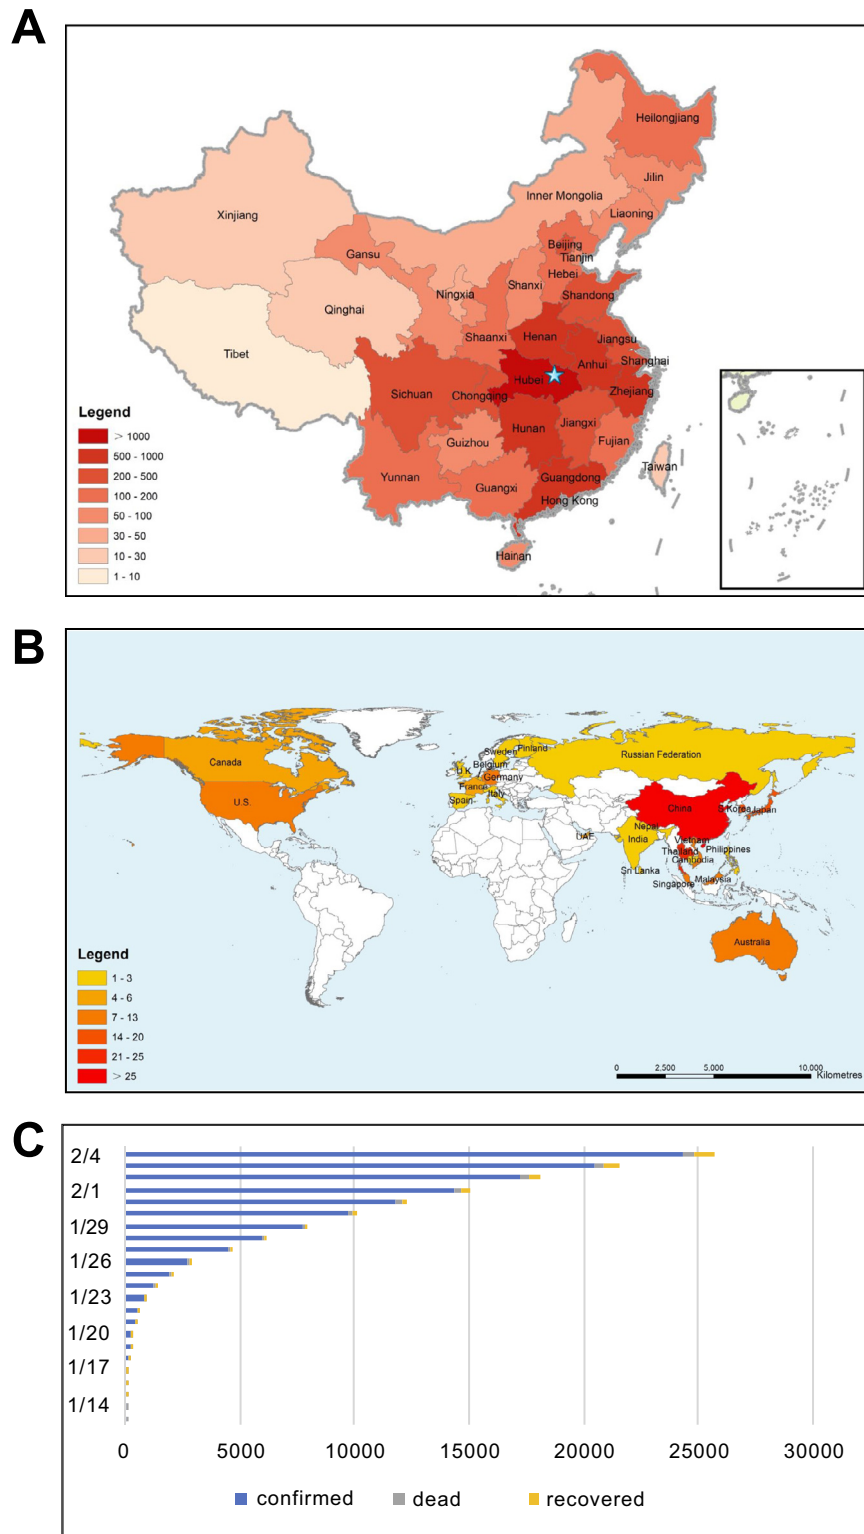 A
Heilongjiang
Jilin
Inner Mongolia
Liaoning
Xinjiang
Beijing
Gansu
Tianjin
Hebei
Shanxi
Ningxia
Shandong
Qinghai
Shaanxi
Henan
Jiangsu
Tibet
Anhui
Shanghai
Hubei
Sichuan
Chongqing
Zhejiang
Legend
> 1000
Hunan
Jiangxi
Guizhou
Fujian
500 - 1000
Taiwan
200 - 500
Yunnan
Guangdong
Guangxi
100 - 200
Hong Kong
50 - 100
30 - 50
Hainan
10 - 30
1 - 10
B
Sweden
Finland
Russian Federation
Canada
Belgium
U.K.
Germany
France
Italy
U.S.
Spain
China
S Korea
Japan
Nepal
UAE
India
Vietnam
Thailand
Philippines
Cambodia
Sri Lanka
Malaysia
Singapore
Australia
Legend
1 - 3
4 - 6
7 - 13
14 - 20
21 - 25
> 25
0 2,500 5,000 10,000
Kilometres
C
2/4
2/1
1/29
1/26
1/23
1/20
1/17
1/14
0 5000 10000 15000 20000 25000 30000
confirmed dead recovered